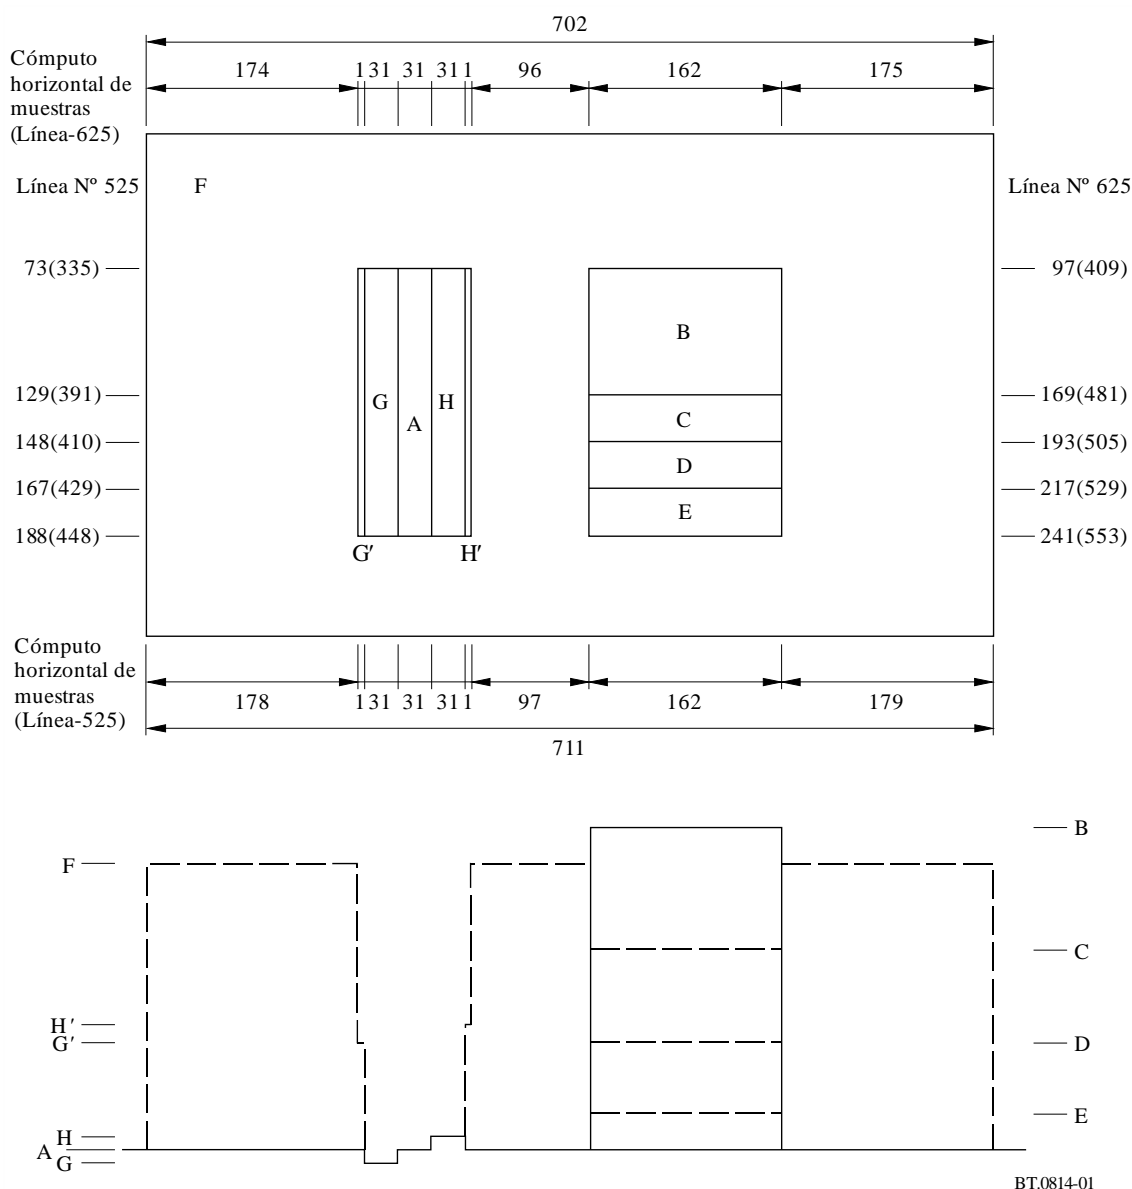 702
Cómputo
horizontal de
muestras
(Línea-625)
174 1 31 31 31 1 96 162 175
Línea Nº 525 F Línea Nº 625
73(335) 97(409)
B
129(391) G A H 169(481)
C
148(410) 193(505)
D
167(429) 217(529)
E
188(448) 241(553)
G′ H′
Cómputo
horizontal de
muestras
(Línea-525)
178 1 31 31 31 1 97 162 179
711
B
F
C
H′
G′ D
E
H
A
G
BT.0814-01